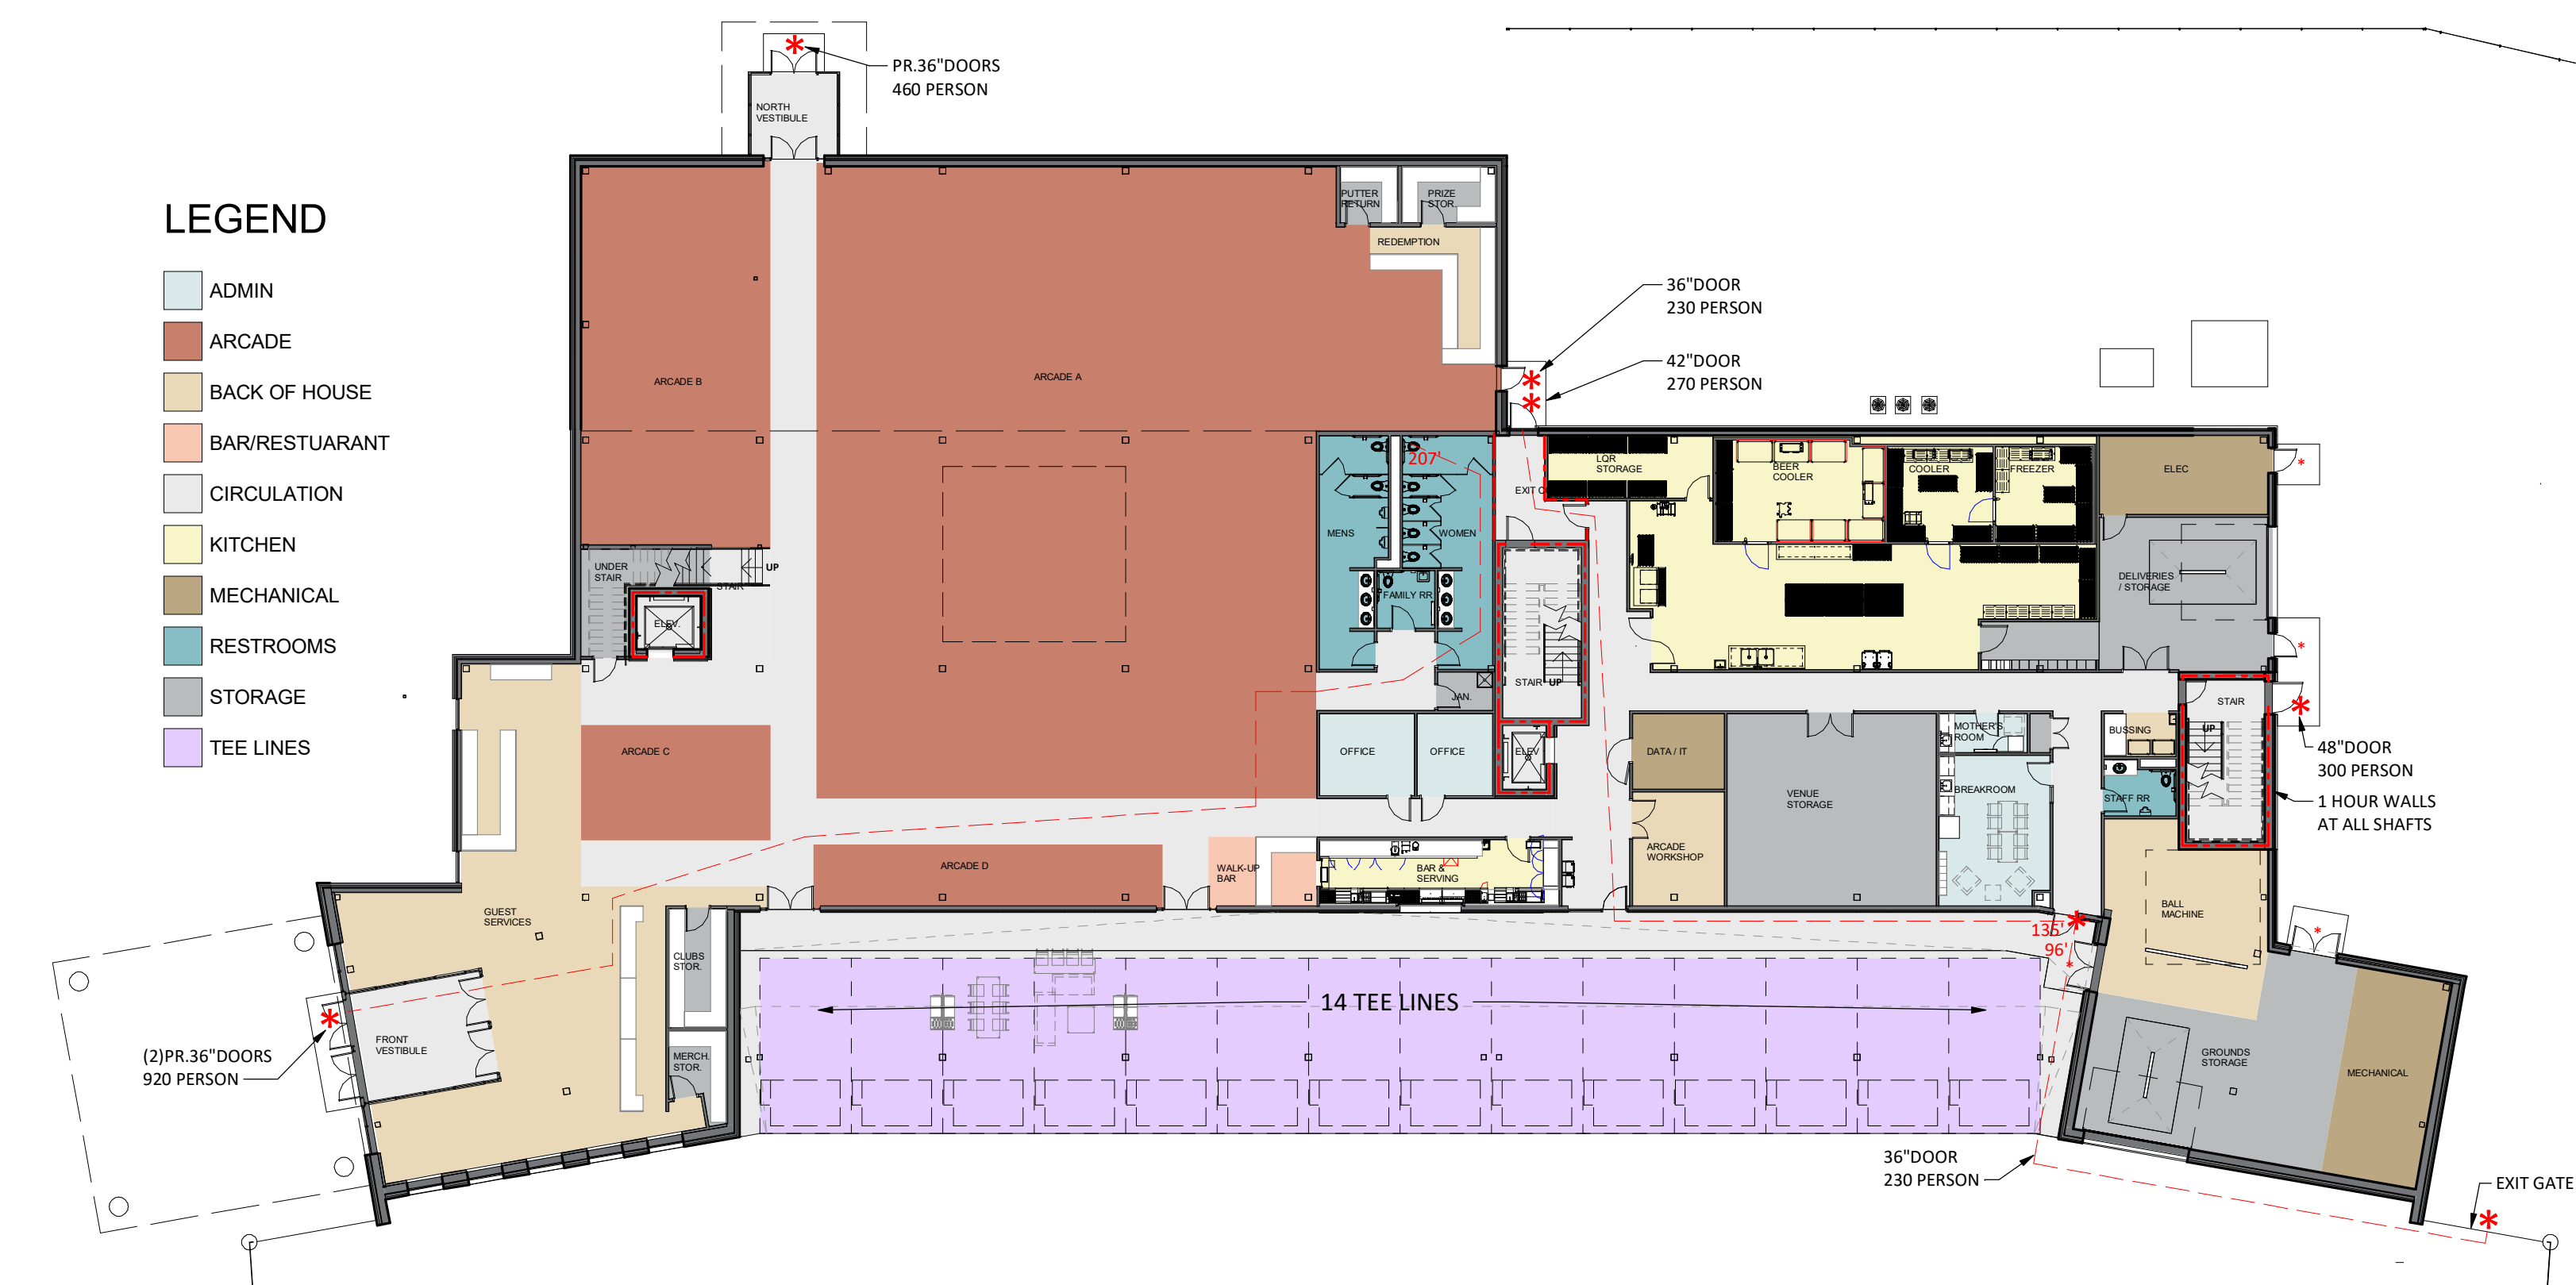 PR.36"DOORS
460 PERSON
NORTH
VESTIBULE
LEGEND
ADMIN
ARCADE
BACK OF HOUSE
BAR/RESTUARANT
CIRCULATION
KITCHEN
MECHANICAL
RESTROOMS
STORAGE
TEE LINES
PUTTER
RETURN
PRIZE
STOR.
REDEMPTION
36"DOOR
230 PERSON
42"DOOR
270 PERSON
ARCADE B
ARCADE A
207'
LQR
STORAGE
BEER
COOLER
COOLER
FREEZER
ELEC
EXIT C
MENS
WOMEN
UNDER
STAIR
UP
STAIR
FAMILY RR
DELIVERIES
/ STORAGE
ELEV.
STAIR UP
JAN.
STAIR
UP
ARCADE C
OFFICE
OFFICE
ELEV
DATA / IT
MOTHER'S
ROOM
BUSSING
48"DOOR
300 PERSON
VENUE
STORAGE
BREAKROOM
STAFF RR
1 HOUR WALLS
AT ALL SHAFTS
ARCADE
WORKSHOP
ARCADE D
WALK-UP
BAR
BAR &
SERVING
GUEST
SERVICES
BALL
MACHINE
135'
96'
CLUBS
STOR.
14 TEE LINES
FRONT
VESTIBULE
(2)PR.36"DOORS
920 PERSON
MERCH.
STOR.
GROUNDS
STORAGE
MECHANICAL
36"DOOR
230 PERSON
EXIT GATE